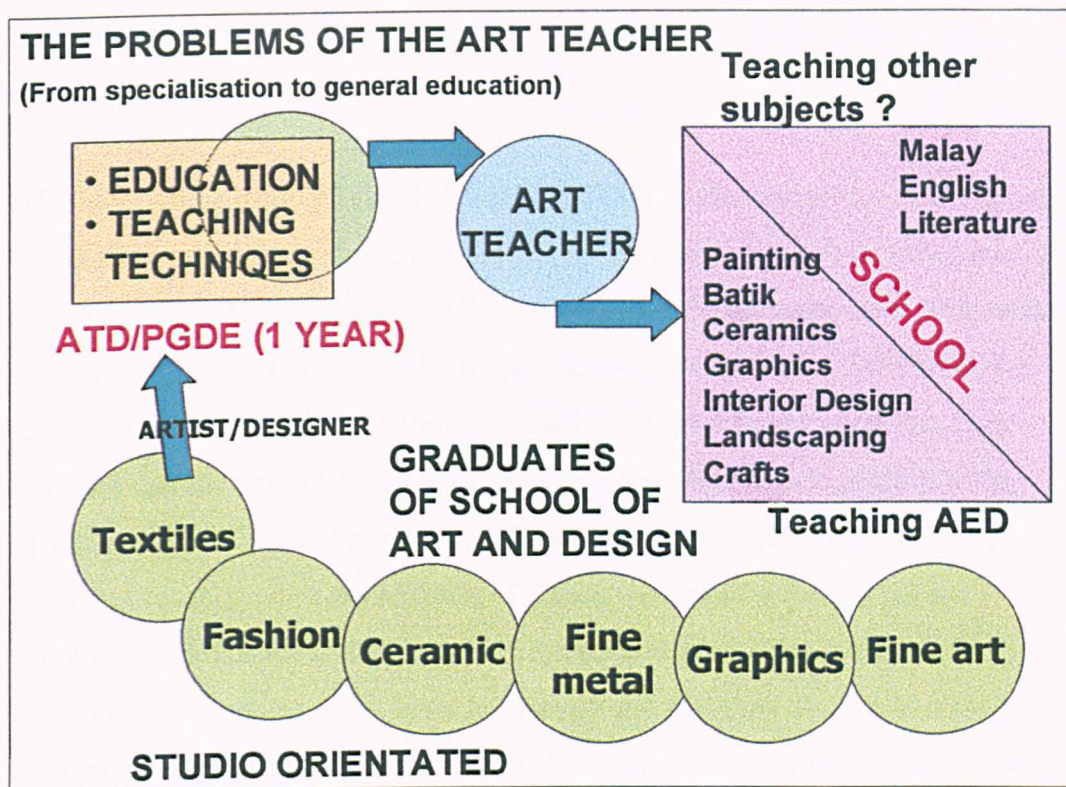 THE PROBLEMS OF THE ART TEACHER
(From specialisation to general education)
Teaching other
subjects ?
• EDUCATION
• TEACHING
TECHNIQES
ART
TEACHER
Malay
English
Literature
SCHOOL
Painting
Batik
Ceramics
Graphics
Interior Design
Landscaping
Crafts
Teaching AED
ATD/PGDE (1 YEAR)
ARTIST/DESIGNER
GRADUATES
OF SCHOOL OF
ART AND DESIGN
Textiles
Fashion
Ceramic
Fine
metal
Graphics
Fine art
STUDIO ORIENTATED